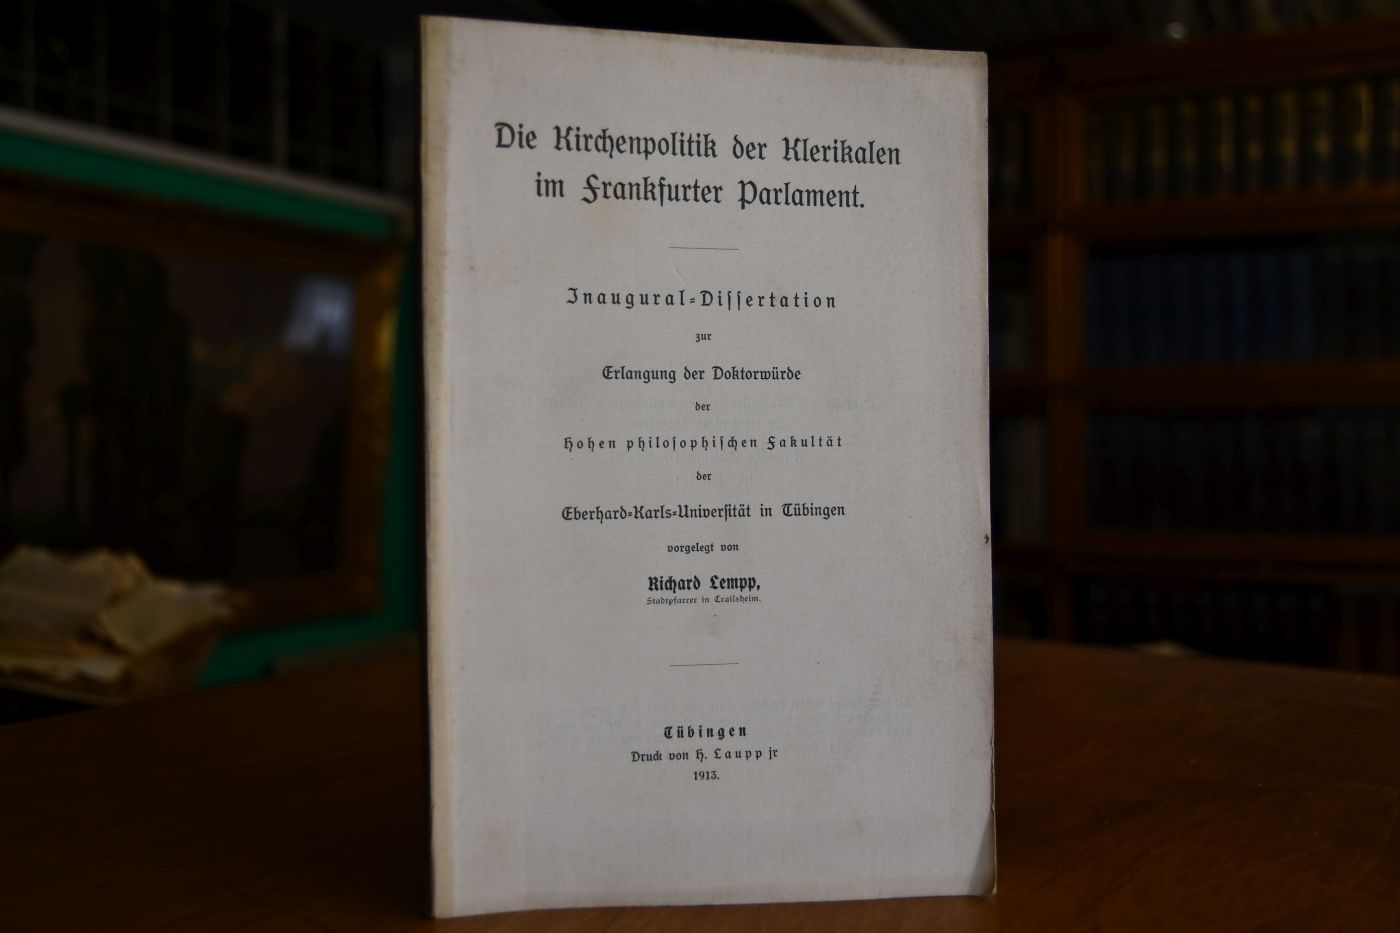 Die Kirchenpolitik der Klerikalen
im Frankfurter Parlament.
Inaugural-Dissertation
zur
Erlangung der Doktorwürde
der
Hohen philosophischen Fakultät
der
Eberhard-Karls-Universität in Tübingen
vorgelegt von
Richard Lempp,
Stadtpfarrer in Crailsheim.
Tübingen
Druck von H. Laupp jr
1913.